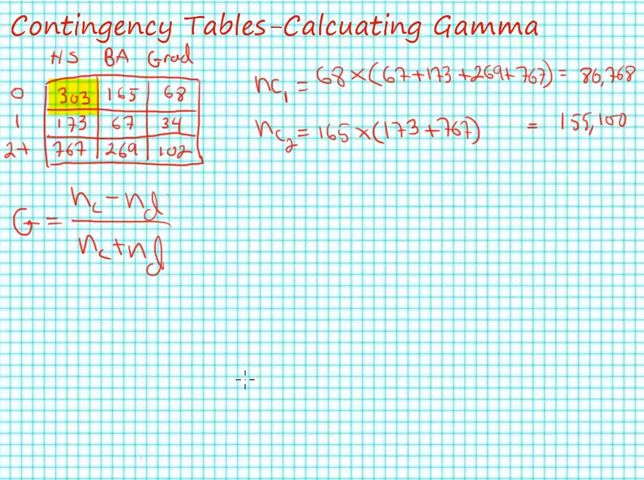 Contingency Tables-Calcuating Gamma
HS BA Grad
0 303 165 68
1 173 67 34
2+ 767 269 102
nc1 = 68×(67+173+269+767) = 86,768
nc2 = 165×(173+767) = 155,100
G = nc-nd
nc+nd